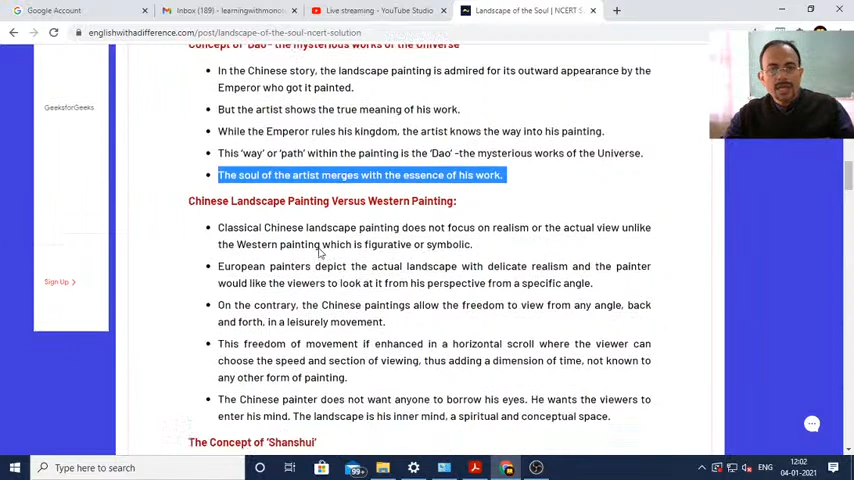 Google Account
Inbox (189) - learningwithmono
Live streaming - YouTube Studio
Landscape of the Soul | NCERT S
englishwithadifference.com/post/landscape-of-the-soul-ncert-solution
Concept of 'Dao'- the mysterious works of the Universe
In the Chinese story, the landscape painting is admired for its outward appearance by the
Emperor who got it painted.
GeeksforGeeks
But the artist shows the true meaning of his work.
While the Emperor rules his kingdom, the artist knows the way into his painting.
This 'way' or 'path' within the painting is the 'Dao' -the mysterious works of the Universe.
The soul of the artist merges with the essence of his work.
Chinese Landscape Painting Versus Western Painting:
Classical Chinese landscape painting does not focus on realism or the actual view unlike
the Western painting which is figurative or symbolic.
European painters depict the actual landscape with delicate realism and the painter
would like the viewers to look at it from his perspective from a specific angle.
Sign Up >
On the contrary, the Chinese paintings allow the freedom to view from any angle, back
and forth, in a leisurely movement.
This freedom of movement if enhanced in a horizontal scroll where the viewer can
choose the speed and section of viewing, thus adding a dimension of time, not known to
any other form of painting.
The Chinese painter does not want anyone to borrow his eyes. He wants the viewers to
enter his mind. The landscape is his inner mind, a spiritual and conceptual space.
The Concept of 'Shanshui'
Type here to search
99+
ENG
12:02
04-01-2021